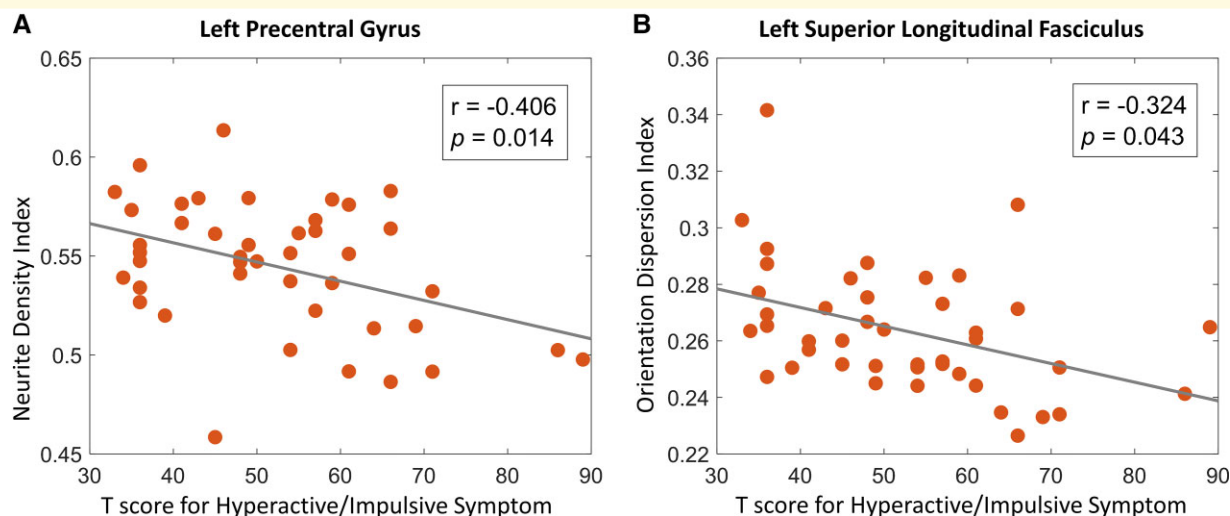 A
Left Precentral Gyrus
0.65
0.6
0.55
0.5
0.45
Neurite Density Index
r = -0.406
p = 0.014
30 40 50 60 70 80 90
T score for Hyperactive/Impulsive Symptom
B
Left Superior Longitudinal Fasciculus
0.36
0.34
0.32
0.3
0.28
0.26
0.24
0.22
Orientation Dispersion Index
r = -0.324
p = 0.043
30 40 50 60 70 80 90
T score for Hyperactive/Impulsive Symptom